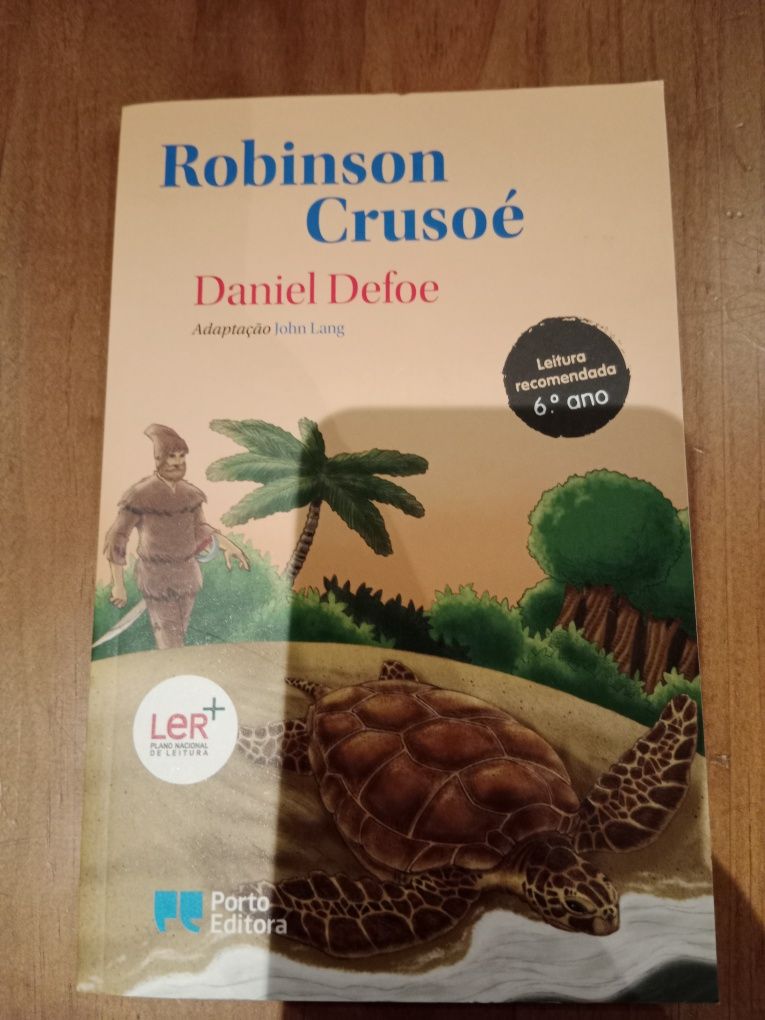 Robinson
Crusoé
Daniel Defoe
Adaptação John Lang
Leitura
recomendada
6.º ano
LeR+
PLANO NACIONAL
DE LEITURA
Porto
Editora